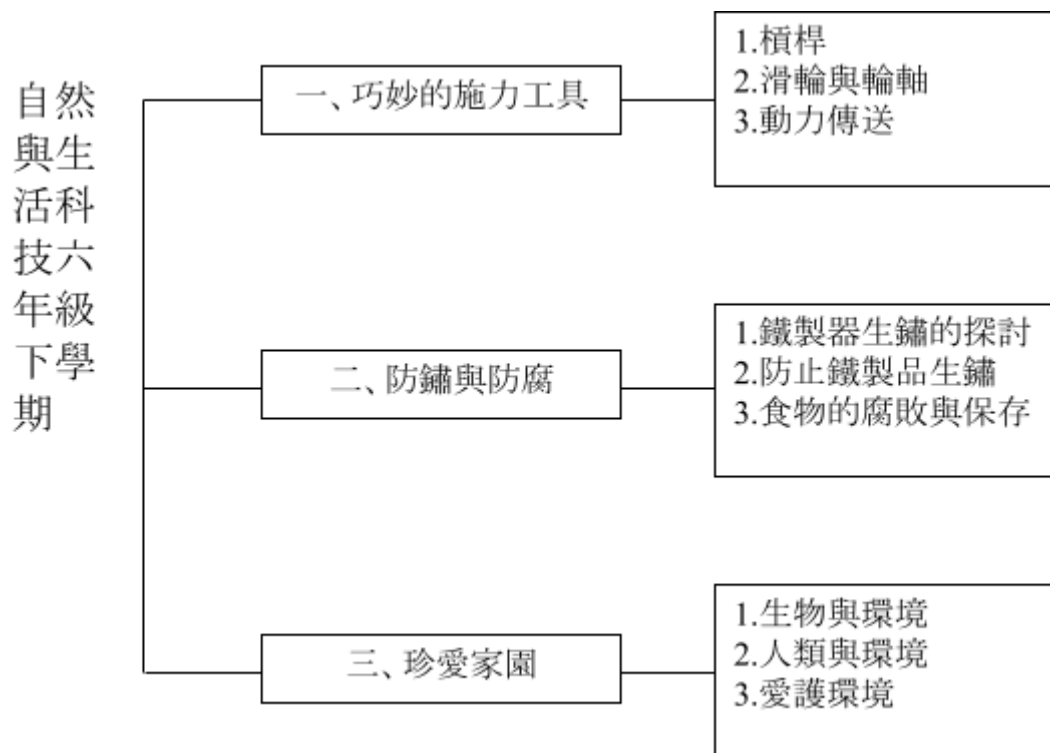 自然
與生
活科
技六
年級
下學
期
一、巧妙的施力工具
1.槓桿
2.滑輪與輪軸
3.動力傳送
二、防鏽與防腐
1.鐵製器生鏽的探討
2.防止鐵製品生鏽
3.食物的腐敗與保存
三、珍愛家園
1.生物與環境
2.人類與環境
3.愛護環境